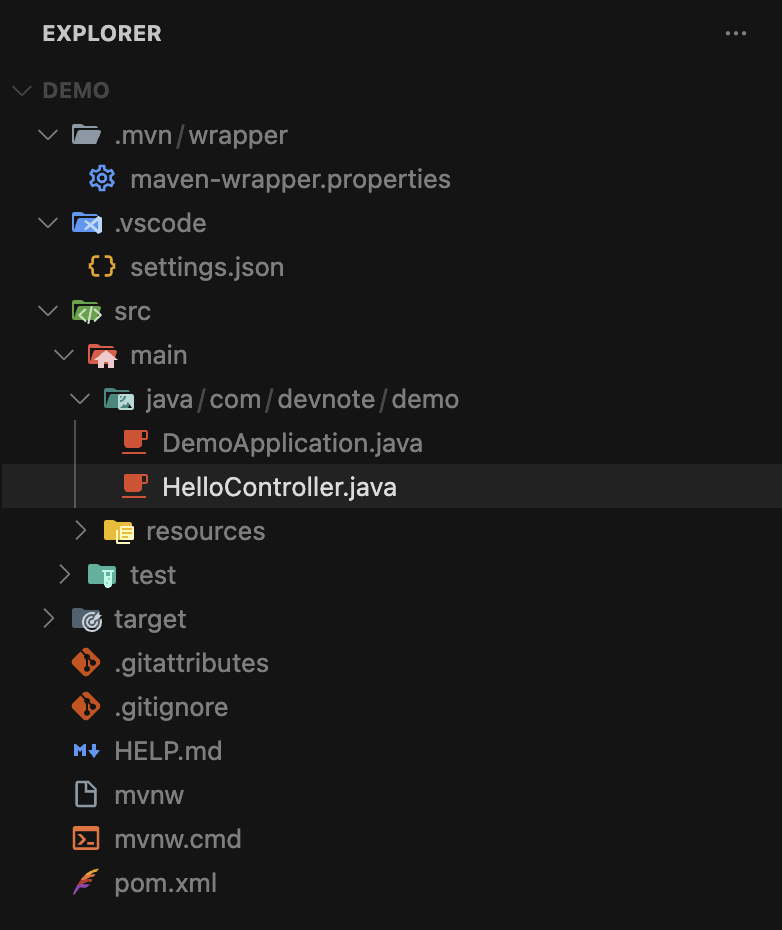 EXPLORER
DEMO
.mvn/wrapper
maven-wrapper.properties
.vscode
settings.json
src
main
java/com/devnote/demo
DemoApplication.java
HelloController.java
resources
test
target
.gitattributes
.gitignore
HELP.md
mvnw
mvnw.cmd
pom.xml